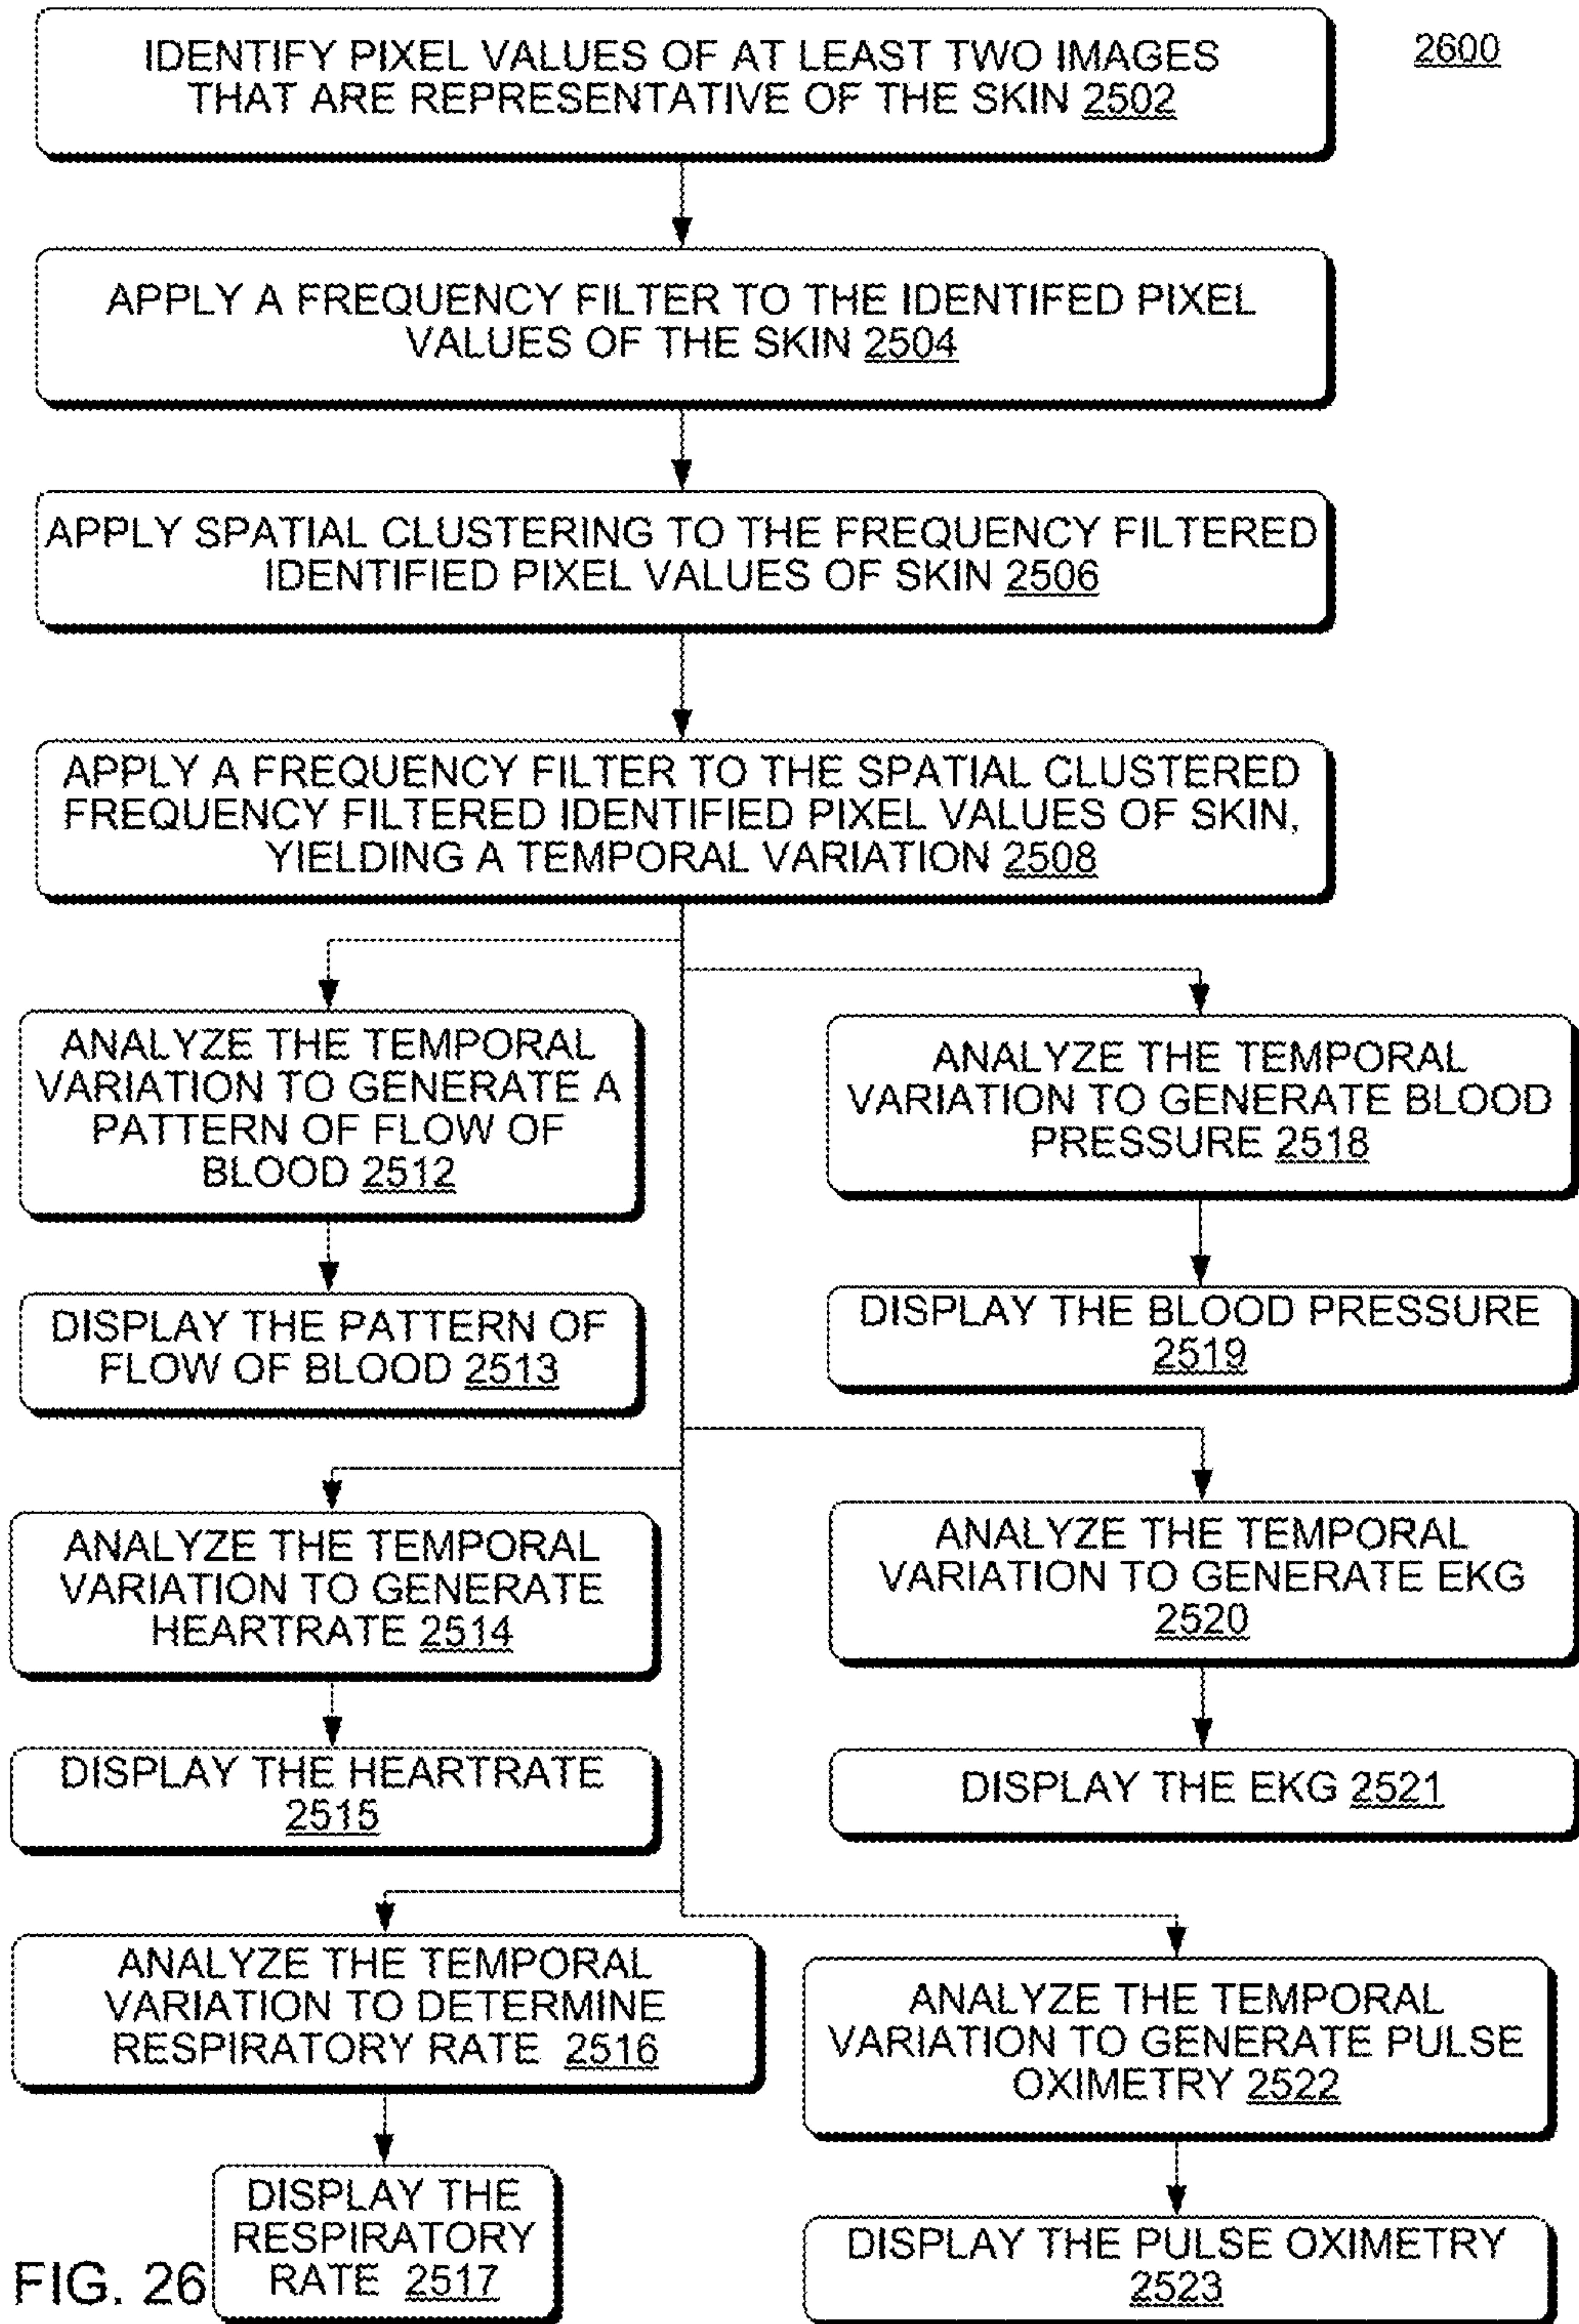 2600
IDENTIFY PIXEL VALUES OF AT LEAST TWO IMAGES
THAT ARE REPRESENTATIVE OF THE SKIN 2502
APPLY A FREQUENCY FILTER TO THE IDENTIFED PIXEL
VALUES OF THE SKIN 2504
APPLY SPATIAL CLUSTERING TO THE FREQUENCY FILTERED
IDENTIFIED PIXEL VALUES OF SKIN 2506
APPLY A FREQUENCY FILTER TO THE SPATIAL CLUSTERED
FREQUENCY FILTERED IDENTIFIED PIXEL VALUES OF SKIN,
YIELDING A TEMPORAL VARIATION 2508
ANALYZE THE TEMPORAL
VARIATION TO GENERATE A
PATTERN OF FLOW OF
BLOOD 2512
DISPLAY THE PATTERN OF
FLOW OF BLOOD 2513
ANALYZE THE TEMPORAL
VARIATION TO GENERATE BLOOD
PRESSURE 2518
DISPLAY THE BLOOD PRESSURE
2519
ANALYZE THE TEMPORAL
VARIATION TO GENERATE
HEARTRATE 2514
DISPLAY THE HEARTRATE
2515
ANALYZE THE TEMPORAL
VARIATION TO GENERATE EKG
2520
DISPLAY THE EKG 2521
ANALYZE THE TEMPORAL
VARIATION TO DETERMINE
RESPIRATORY RATE 2516
DISPLAY THE
RESPIRATORY
RATE 2517
ANALYZE THE TEMPORAL
VARIATION TO GENERATE PULSE
OXIMETRY 2522
DISPLAY THE PULSE OXIMETRY
2523
FIG. 26